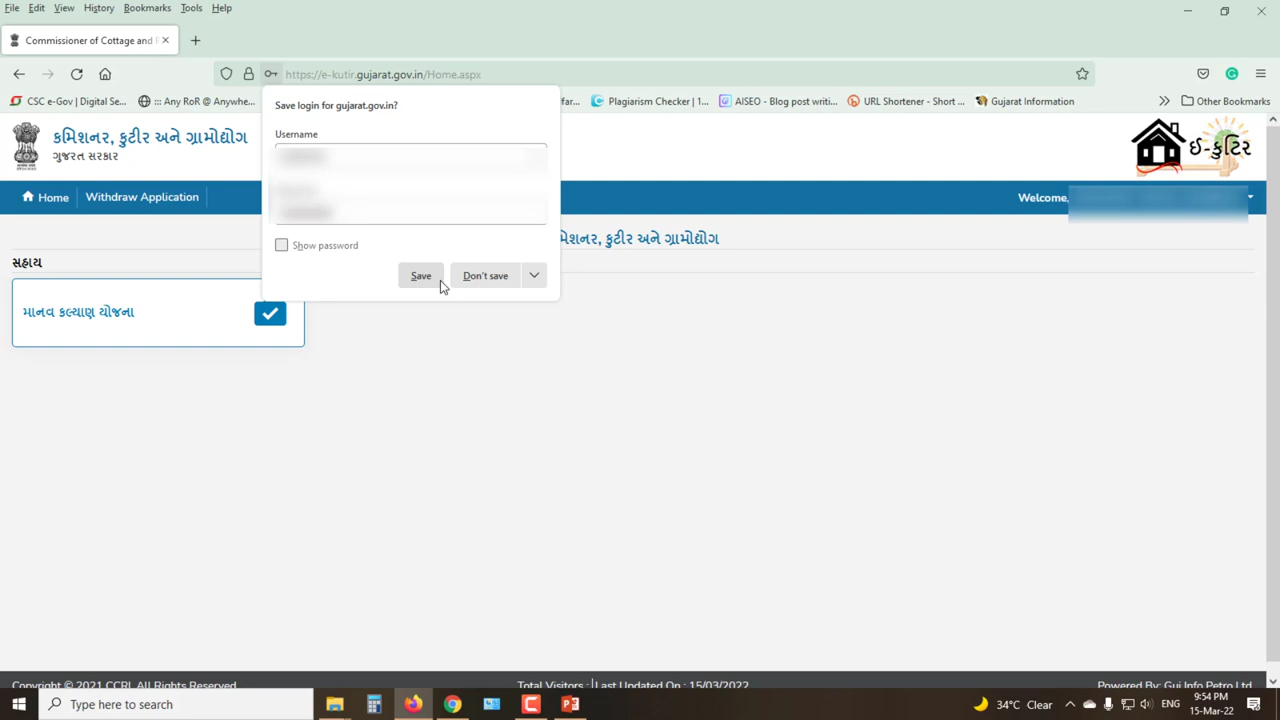 File Edit View History Bookmarks Tools Help
Commissioner of Cottage and
https://e-kutir.gujarat.gov.in/Home.aspx
CSC e-Gov | Digital Se... ::: Any RoR @ Anywhe... far... Plagiarism Checker | 1... AISEO - Blog post writi... URL Shortener - Short ... Gujarat Information Other Bookmarks
Save login for gujarat.gov.in?
Username
Show password
Save Don't save
કમિશનર, કુટીર અને ગ્રામોદ્યોગ
ગુજરાત સરકાર
ઈ-કુટિર
Home Withdraw Application Welcome,
કમિશનર, કુટીર અને ગ્રામોદ્યોગ
સહાય
માનવ કલ્યાણ યોજના
Copyright © 2021 CCRI. All Rights Reserved. Total Visitors : Last Updated On : 15/03/2022 Powered By: Guj Info Petro Ltd
Type here to search
34°C Clear ENG 9:54 PM
15-Mar-22